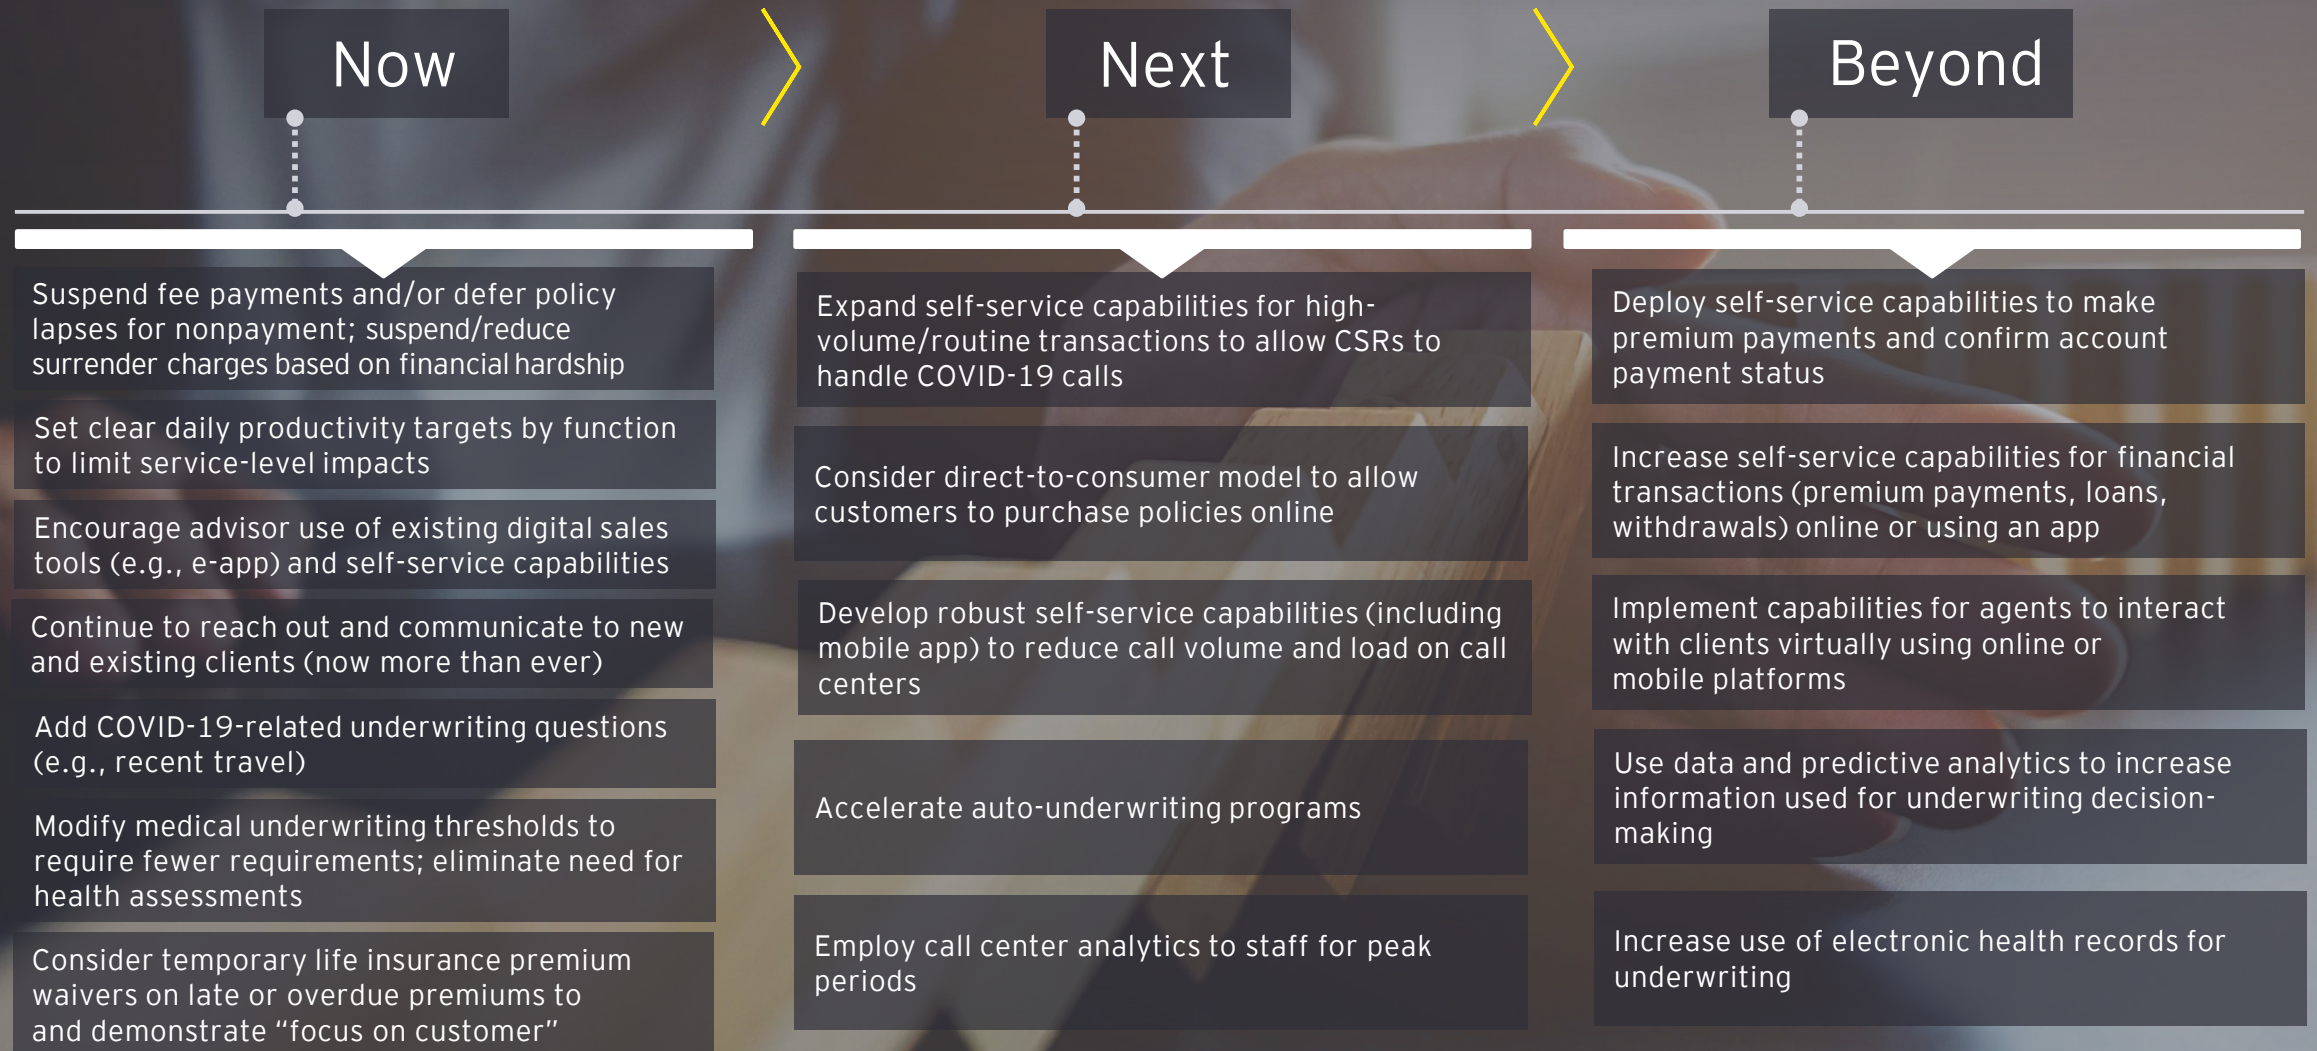 Now
Next
Beyond
Suspend fee payments and/or defer policy
lapses for nonpayment; suspend/reduce
surrender charges based on financial hardship
Set clear daily productivity targets by function
to limit service-level impacts
Encourage advisor use of existing digital sales
tools (e.g., e-app) and self-service capabilities
Continue to reach out and communicate to new
and existing clients (now more than ever)
Add COVID-19-related underwriting questions
(e.g., recent travel)
Modify medical underwriting thresholds to
require fewer requirements; eliminate need for
health assessments
Consider temporary life insurance premium
waivers on late or overdue premiums to
and demonstrate “focus on customer”
Expand self-service capabilities for high-
volume/routine transactions to allow CSRs to
handle COVID-19 calls
Consider direct-to-consumer model to allow
customers to purchase policies online
Develop robust self-service capabilities (including
mobile app) to reduce call volume and load on call
centers
Accelerate auto-underwriting programs
Employ call center analytics to staff for peak
periods
Deploy self-service capabilities to make
premium payments and confirm account
payment status
Increase self-service capabilities for financial
transactions (premium payments, loans,
withdrawals) online or using an app
Implement capabilities for agents to interact
with clients virtually using online or
mobile platforms
Use data and predictive analytics to increase
information used for underwriting decision-
making
Increase use of electronic health records for
underwriting